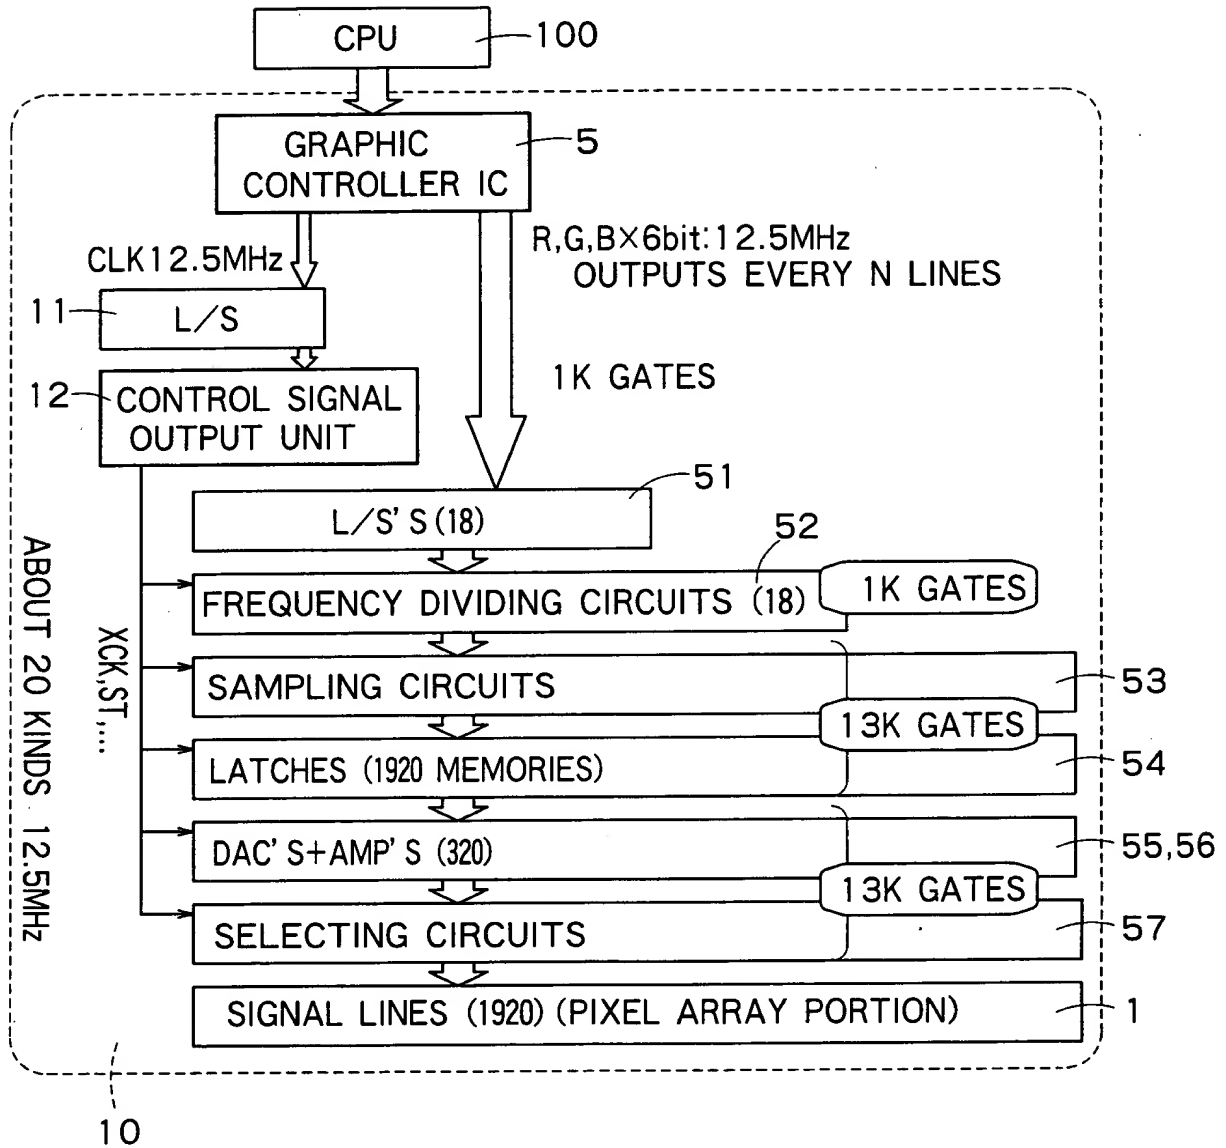 CPU
100
GRAPHIC
CONTROLLER IC
5
CLK12.5MHz
R,G,B×6bit:12.5MHz
OUTPUTS EVERY N LINES
11
L/S
1K GATES
12
CONTROL SIGNAL
OUTPUT UNIT
51
L/S'S(18)
52
FREQUENCY DIVIDING CIRCUITS (18)
1K GATES
ABOUT 20 KINDS 12.5MHz
XCK,ST,....
SAMPLING CIRCUITS
53
13K GATES
LATCHES (1920 MEMORIES)
54
DAC'S+AMP'S (320)
55,56
13K GATES
SELECTING CIRCUITS
57
SIGNAL LINES (1920) (PIXEL ARRAY PORTION)
1
10